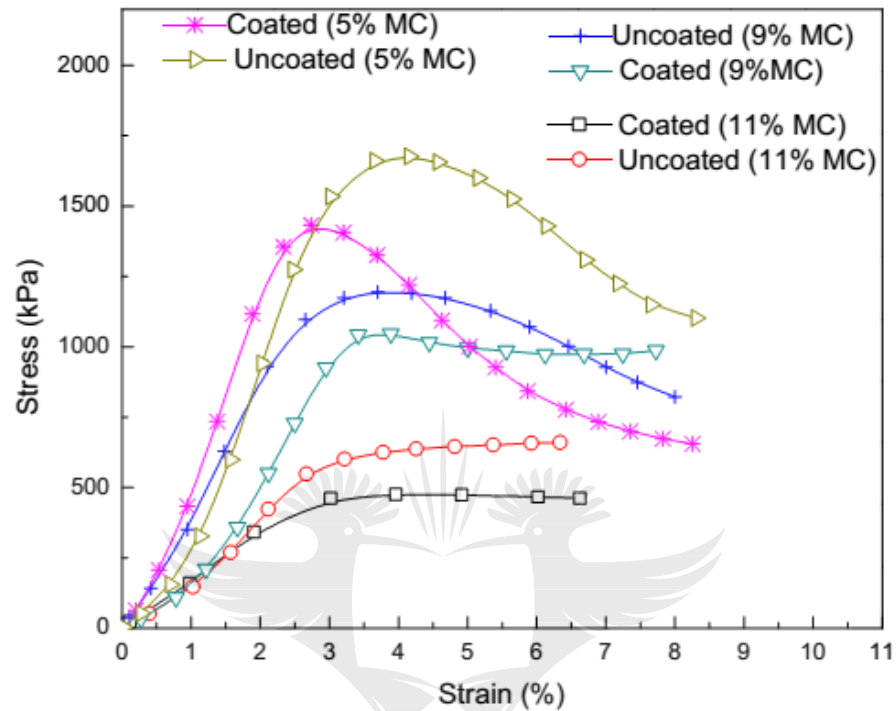 Coated (5% MC)
Uncoated (5% MC)
Uncoated (9% MC)
Coated (9%MC)
Coated (11% MC)
Uncoated (11% MC)
2000
1500
1000
500
0
Stress (kPa)
0 1 2 3 4 5 6 7 8 9 10 11
Strain (%)